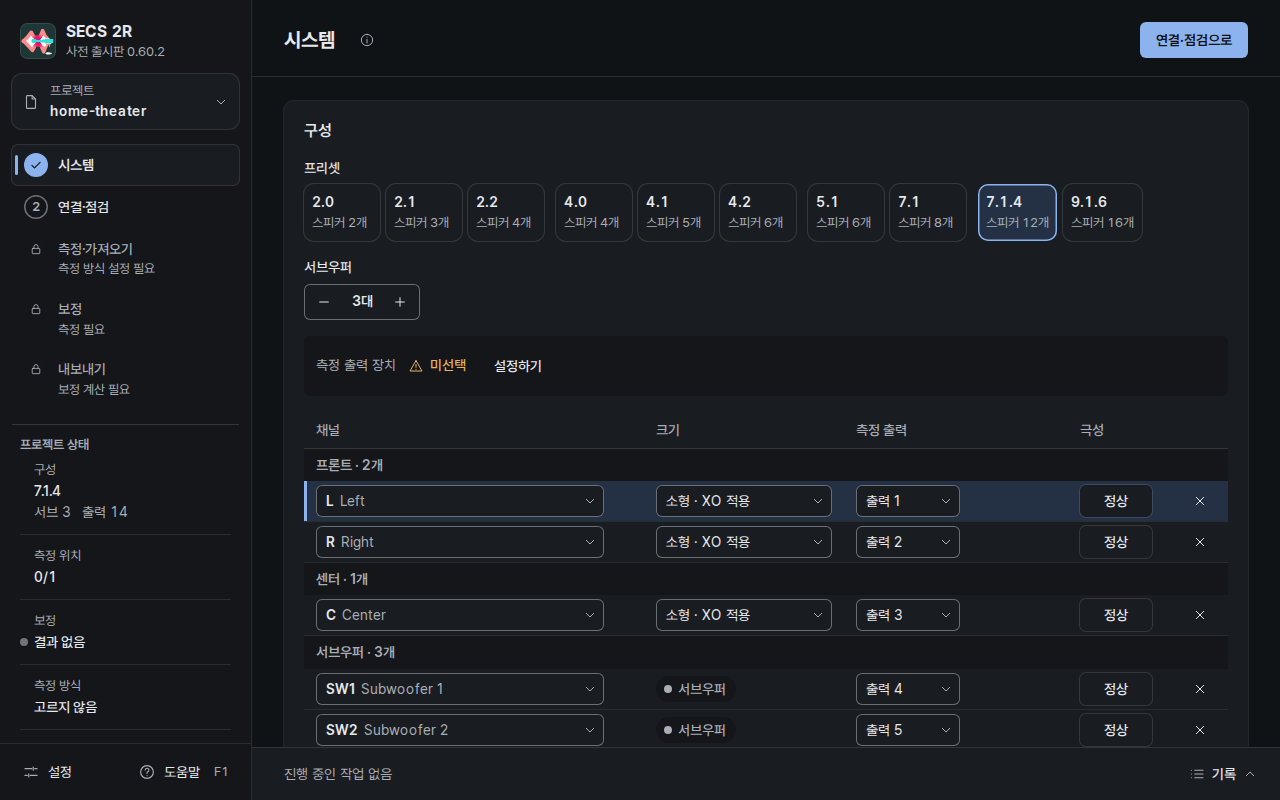 SECS 2R
사전 출시판 0.60.2
프로젝트
home-theater
시스템
2 연결·점검
측정·가져오기
측정 방식 설정 필요
보정
측정 필요
내보내기
보정 계산 필요
프로젝트 상태
구성
7.1.4
서브 3 출력 14
측정 위치
0/1
보정
결과 없음
측정 방식
고르지 않음
설정
도움말 F1
시스템
연결·점검으로
구성
프리셋
2.0
스피커 2개
2.1
스피커 3개
2.2
스피커 4개
4.0
스피커 4개
4.1
스피커 5개
4.2
스피커 6개
5.1
스피커 6개
7.1
스피커 8개
7.1.4
스피커 12개
9.1.6
스피커 16개
서브우퍼
3대
측정 출력 장치 미선택 설정하기
채널 크기 측정 출력 극성
프론트 · 2개
L Left 소형 · XO 적용 출력 1 정상
R Right 소형 · XO 적용 출력 2 정상
센터 · 1개
C Center 소형 · XO 적용 출력 3 정상
서브우퍼 · 3개
SW1 Subwoofer 1 서브우퍼 출력 4 정상
SW2 Subwoofer 2 서브우퍼 출력 5 정상
진행 중인 작업 없음
기록